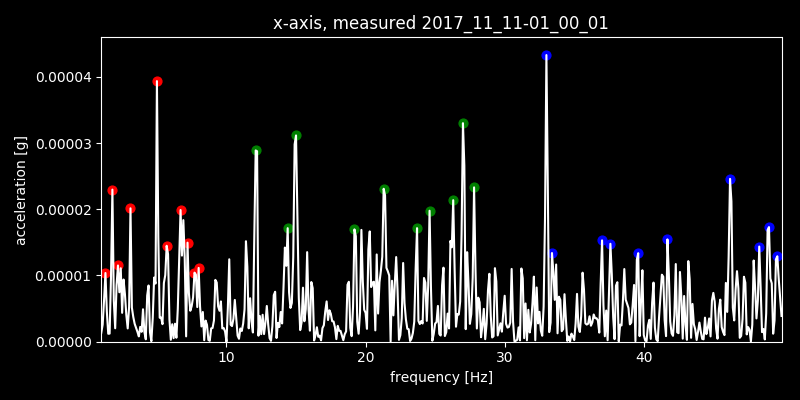 x-axis, measured 2017_11_11-01_00_01
0.00004
0.00003
0.00002
0.00001
0.00000
acceleration [g]
10 20 30 40
frequency [Hz]